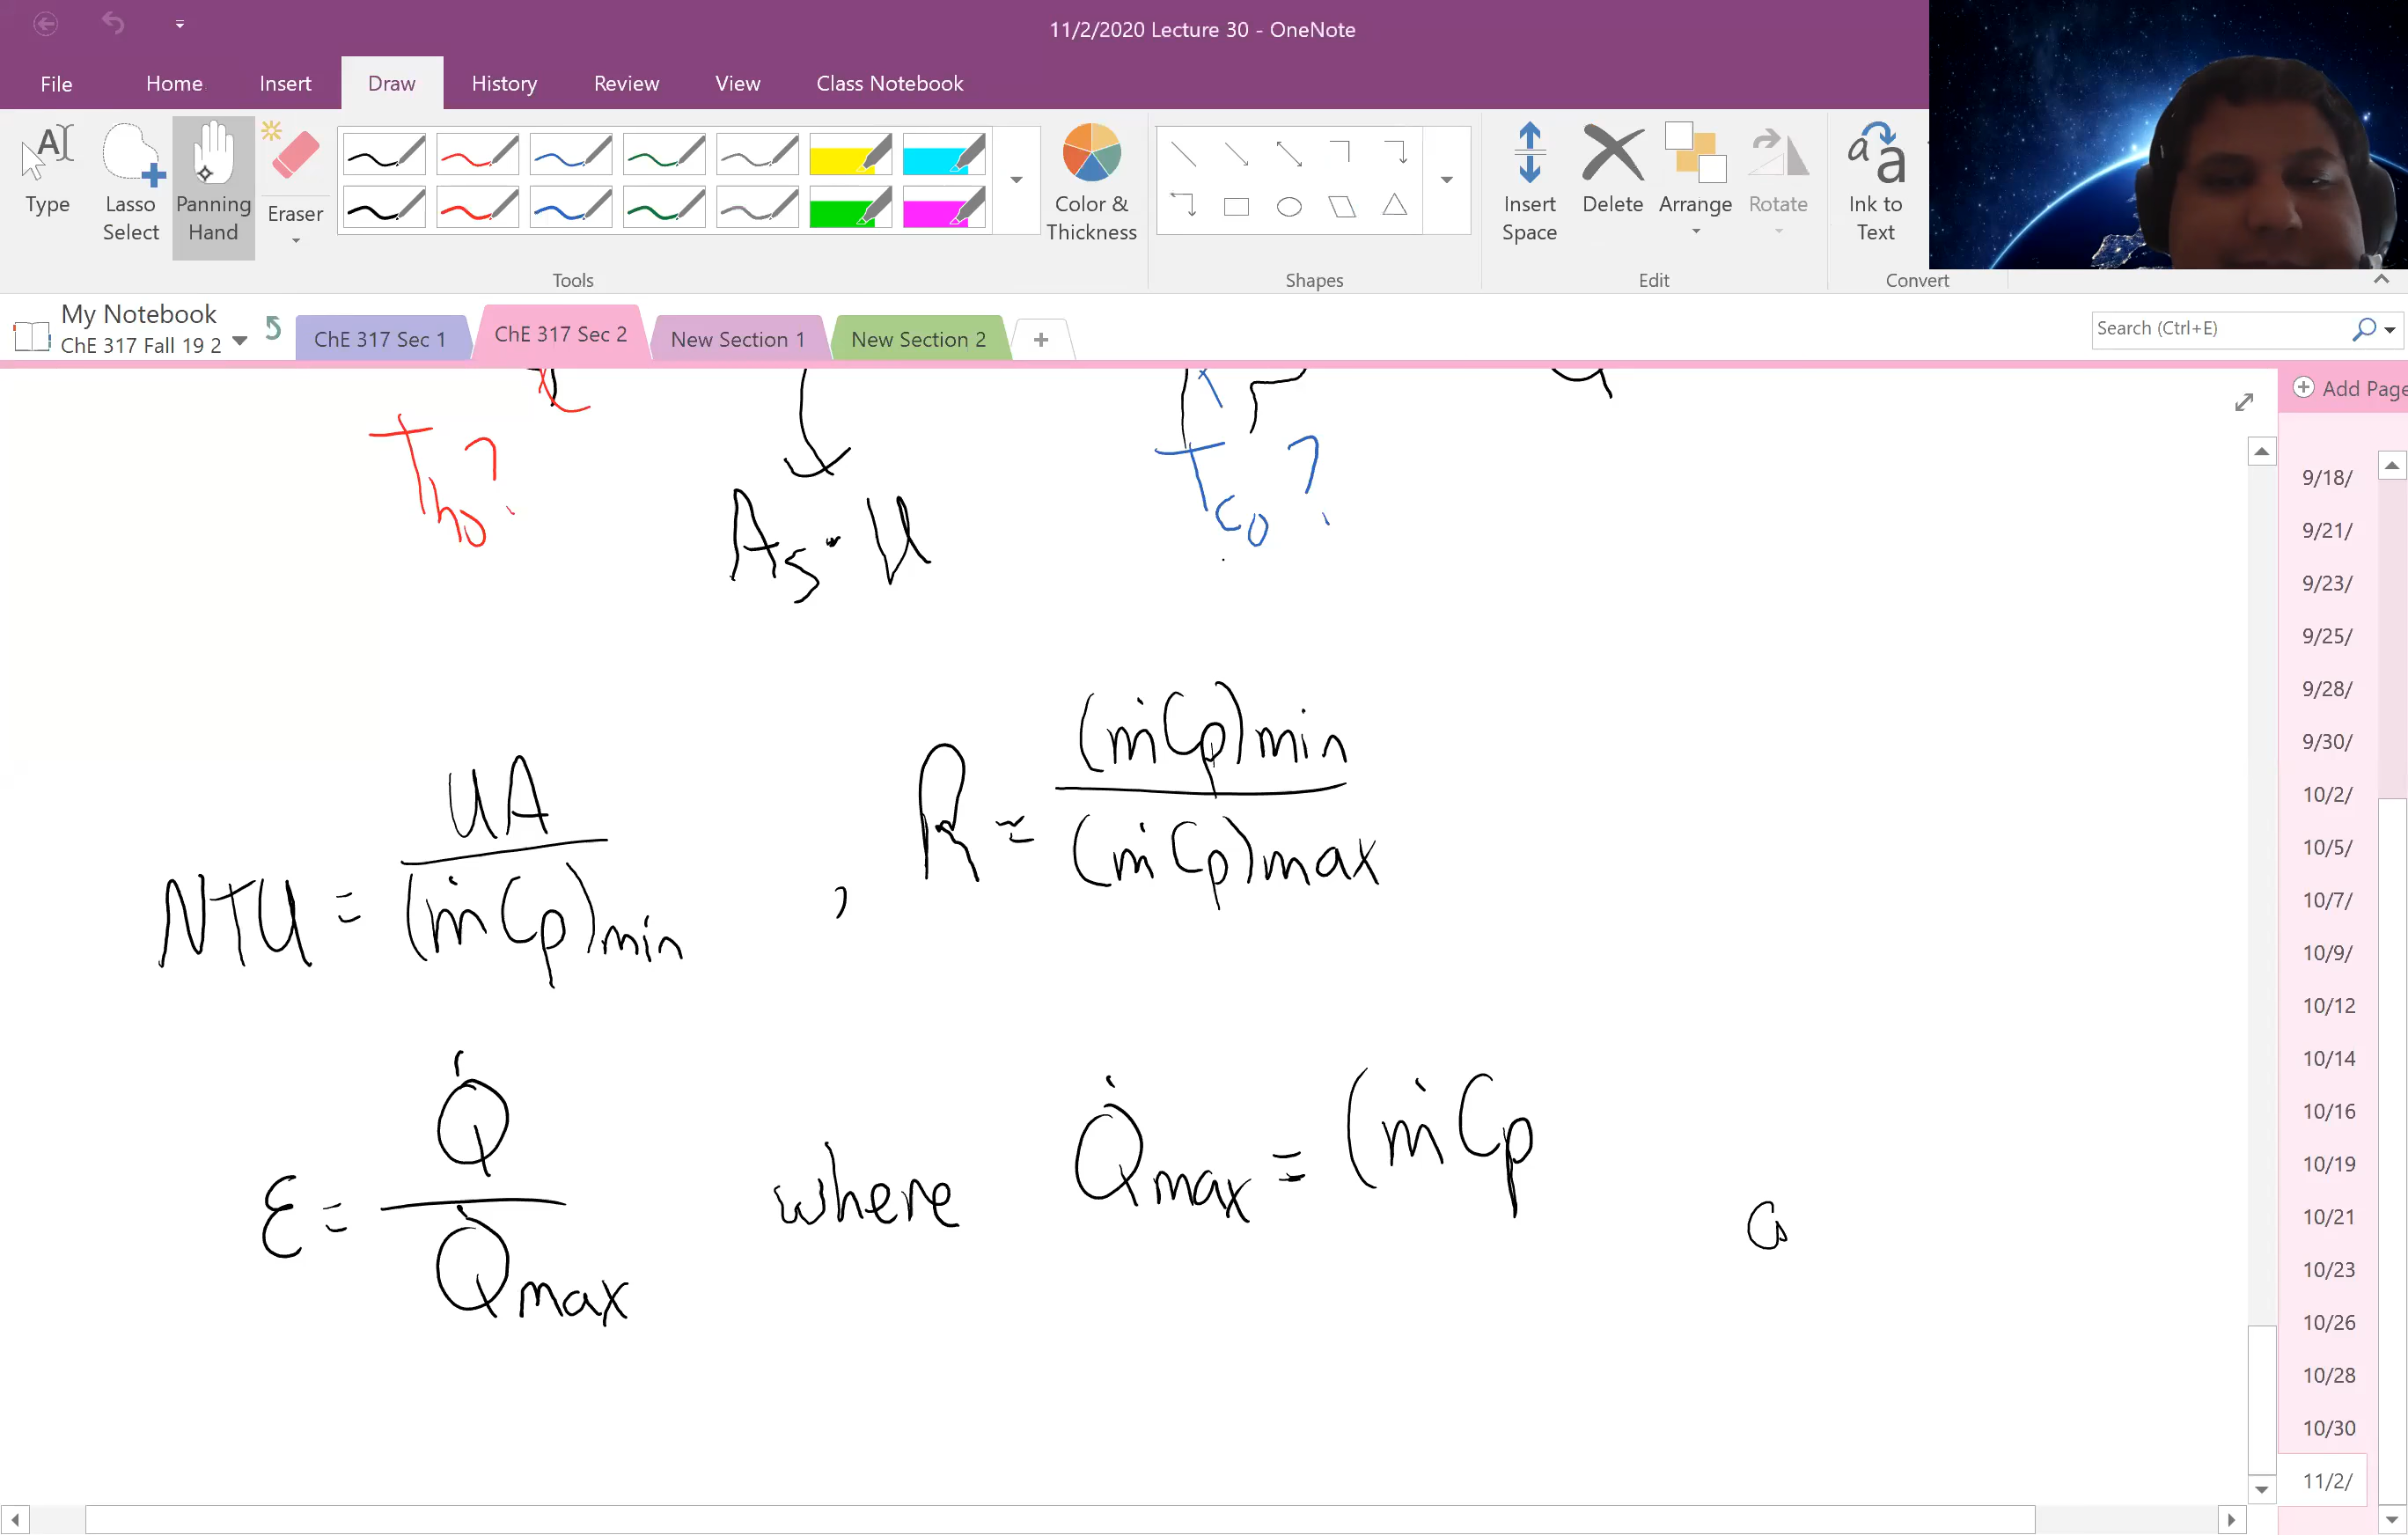 11/2/2020 Lecture 30 - OneNote
File Home Insert Draw History Review View Class Notebook
Type
Lasso Select
Panning Hand
Eraser
Color & Thickness
Insert Space
Delete
Arrange
Rotate
Ink to Text
Tools Shapes Edit Convert
My Notebook
ChE 317 Fall 19 2
ChE 317 Sec 1
ChE 317 Sec 2
New Section 1
New Section 2
+
Search (Ctrl+E)
Add Page
9/18/
9/21/
9/23/
9/25/
9/28/
9/30/
10/2/
10/5/
10/7/
10/9/
10/12
10/14
10/16
10/19
10/21
10/23
10/26
10/28
10/30
11/2/
Tho? Tco?
As·U
NTU = UA / (ṁCp)min , R = (ṁCp)min / (ṁCp)max
ε = Q̇ / Q̇max where Q̇max = (ṁCp